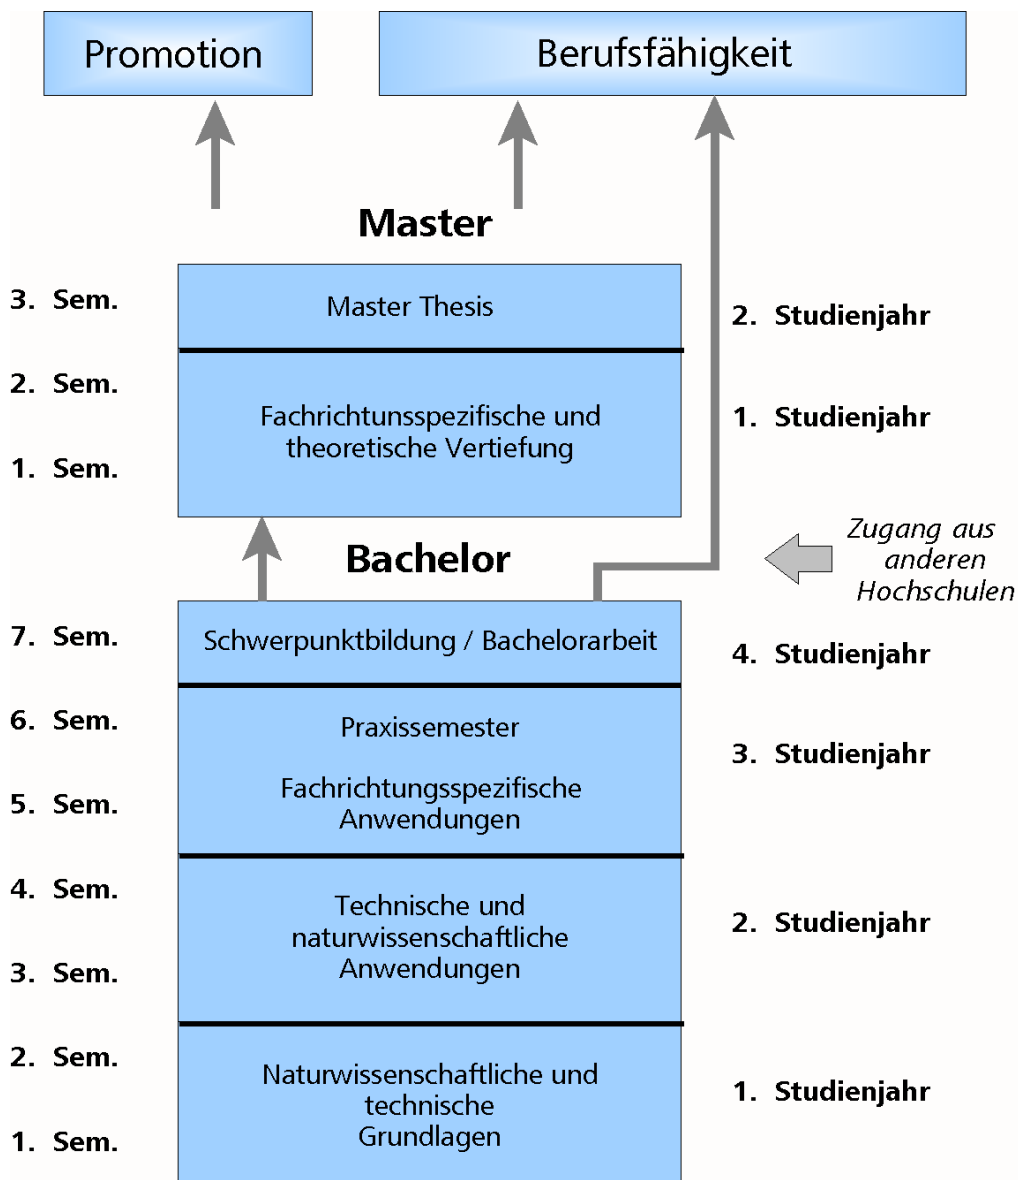 Promotion
Berufsfähigkeit
Master
3. Sem.
Master Thesis
2. Studienjahr
2. Sem.
Fachrichtunsspezifische und
theoretische Vertiefung
1. Studienjahr
1. Sem.
Zugang aus
anderen
Hochschulen
Bachelor
7. Sem.
Schwerpunktbildung / Bachelorarbeit
4. Studienjahr
6. Sem.
Praxissemester
3. Studienjahr
5. Sem.
Fachrichtungsspezifische
Anwendungen
4. Sem.
Technische und
naturwissenschaftliche
Anwendungen
2. Studienjahr
3. Sem.
2. Sem.
Naturwissenschaftliche und
technische
Grundlagen
1. Studienjahr
1. Sem.